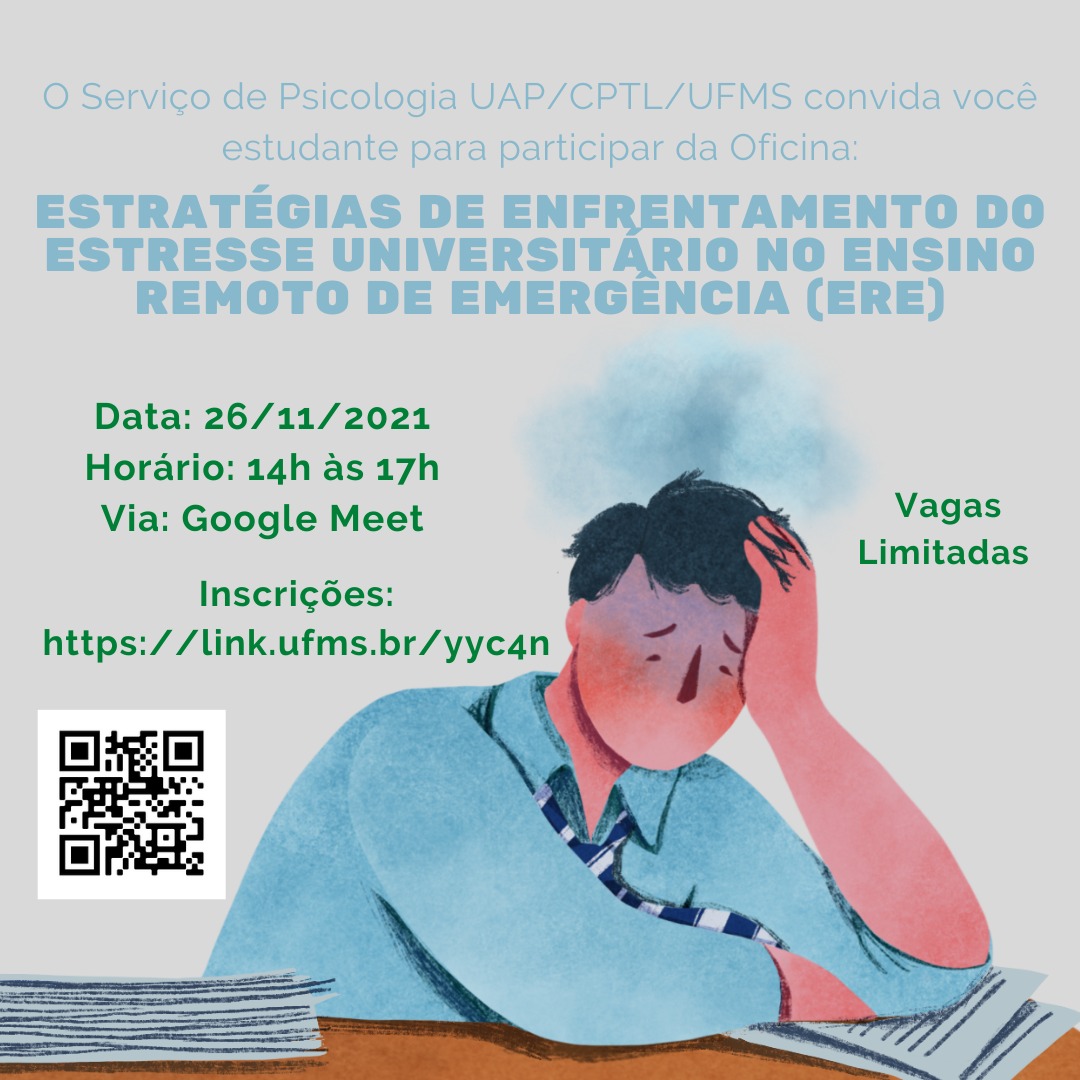 O Serviço de Psicologia UAP/CPTL/UFMS convida você
estudante para participar da Oficina:
ESTRATÉGIAS DE ENFRENTAMENTO DO
ESTRESSE UNIVERSITÁRIO NO ENSINO
REMOTO DE EMERGÊNCIA (ERE)
Data: 26/11/2021
Horário: 14h às 17h
Via: Google Meet
Vagas
Limitadas
Inscrições:
https://link.ufms.br/yyc4n